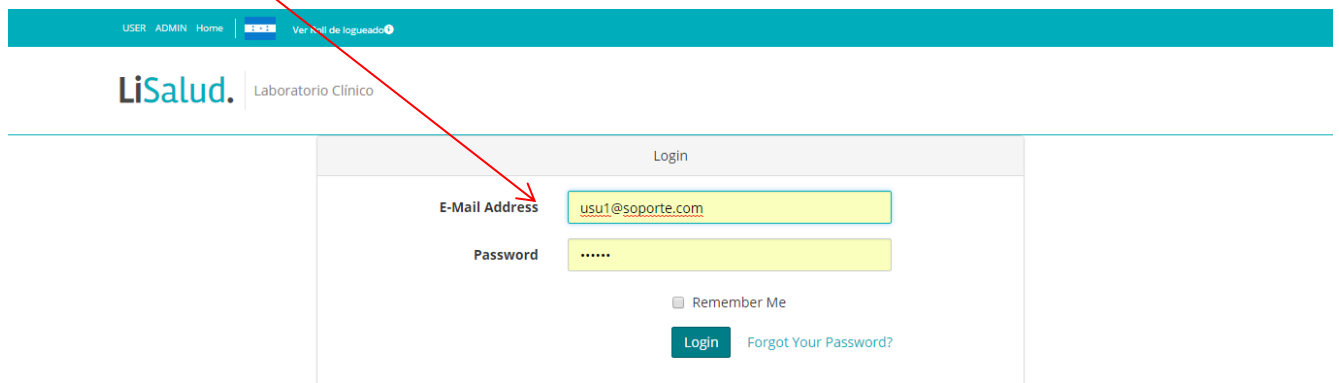 USER ADMIN Home Ver Roll de logueado
LiSalud. Laboratorio Clínico
Login
E-Mail Address usu1@soporte.com
Password ••••••
Remember Me
Login Forgot Your Password?